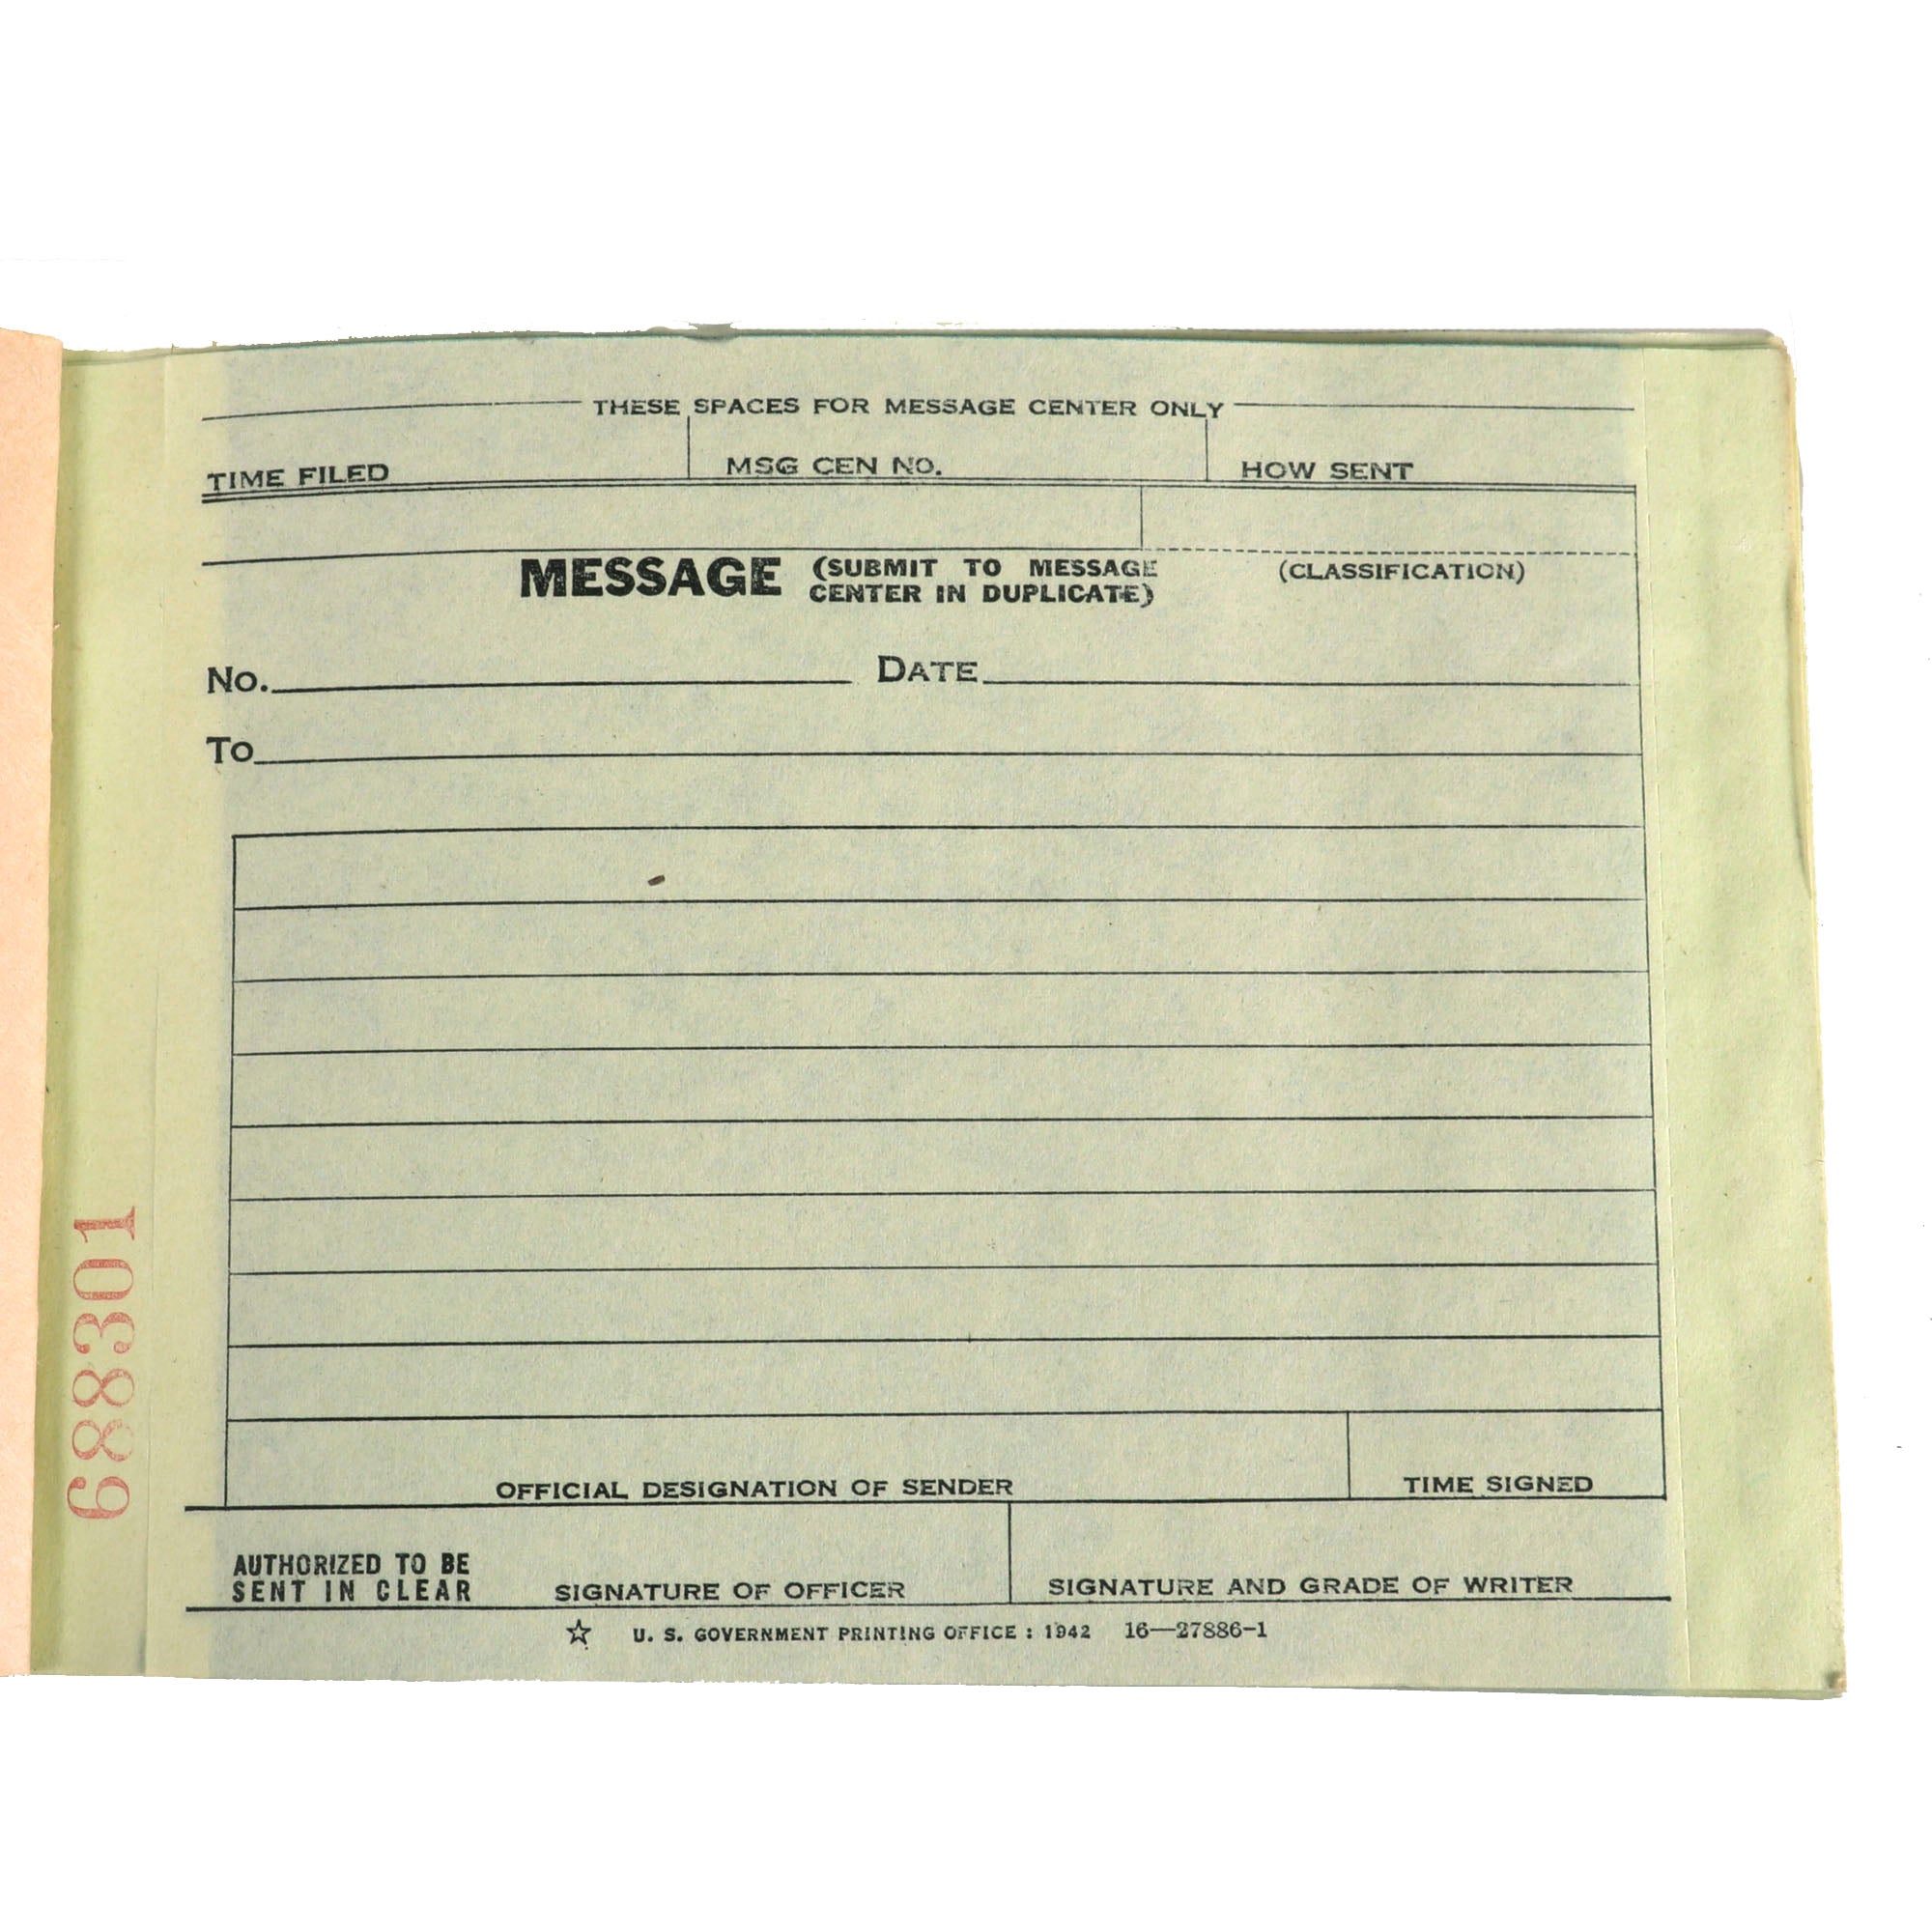 THESE SPACES FOR MESSAGE CENTER ONLY
TIME FILED MSG CEN NO. HOW SENT
MESSAGE (SUBMIT TO MESSAGE
CENTER IN DUPLICATE)
(CLASSIFICATION)
No. DATE
To
OFFICIAL DESIGNATION OF SENDER TIME SIGNED
AUTHORIZED TO BE
SENT IN CLEAR
SIGNATURE OF OFFICER SIGNATURE AND GRADE OF WRITER
☆ U. S. GOVERNMENT PRINTING OFFICE : 1942 16—27886-1
688301